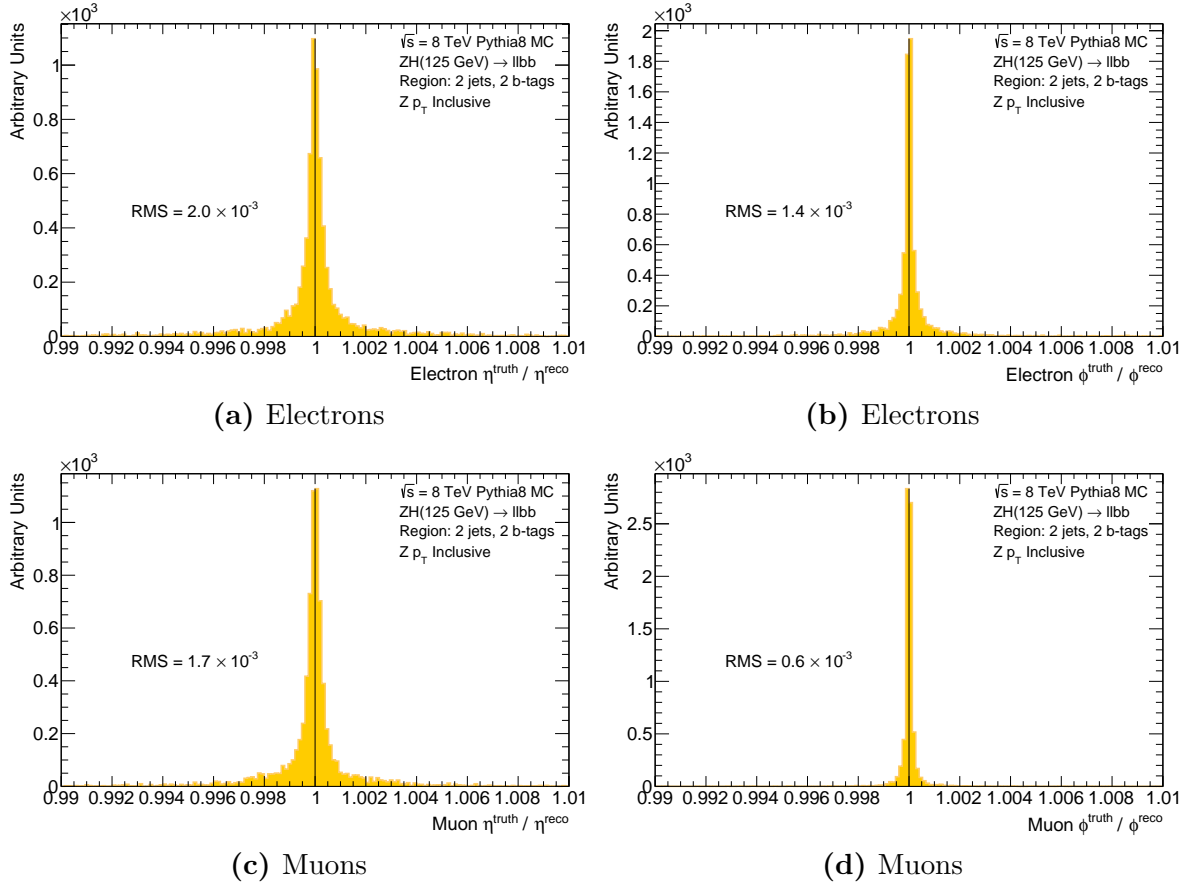 ×10³
Arbitrary Units
1
0.8
0.6
0.4
0.2
0
√s = 8 TeV Pythia8 MC
ZH(125 GeV) → llbb
Region: 2 jets, 2 b-tags
Z p_T Inclusive
RMS = 2.0 × 10⁻³
0.99 0.992 0.994 0.996 0.998 1 1.002 1.004 1.006 1.008 1.01
Electron η^truth / η^reco
(a) Electrons
×10³
Arbitrary Units
2
1.8
1.6
1.4
1.2
1
0.8
0.6
0.4
0.2
0
√s = 8 TeV Pythia8 MC
ZH(125 GeV) → llbb
Region: 2 jets, 2 b-tags
Z p_T Inclusive
RMS = 1.4 × 10⁻³
0.99 0.992 0.994 0.996 0.998 1 1.002 1.004 1.006 1.008 1.01
Electron ϕ^truth / ϕ^reco
(b) Electrons
×10³
Arbitrary Units
1
0.8
0.6
0.4
0.2
0
√s = 8 TeV Pythia8 MC
ZH(125 GeV) → llbb
Region: 2 jets, 2 b-tags
Z p_T Inclusive
RMS = 1.7 × 10⁻³
0.99 0.992 0.994 0.996 0.998 1 1.002 1.004 1.006 1.008 1.01
Muon η^truth / η^reco
(c) Muons
×10³
Arbitrary Units
2.5
2
1.5
1
0.5
0
√s = 8 TeV Pythia8 MC
ZH(125 GeV) → llbb
Region: 2 jets, 2 b-tags
Z p_T Inclusive
RMS = 0.6 × 10⁻³
0.99 0.992 0.994 0.996 0.998 1 1.002 1.004 1.006 1.008 1.01
Muon ϕ^truth / ϕ^reco
(d) Muons